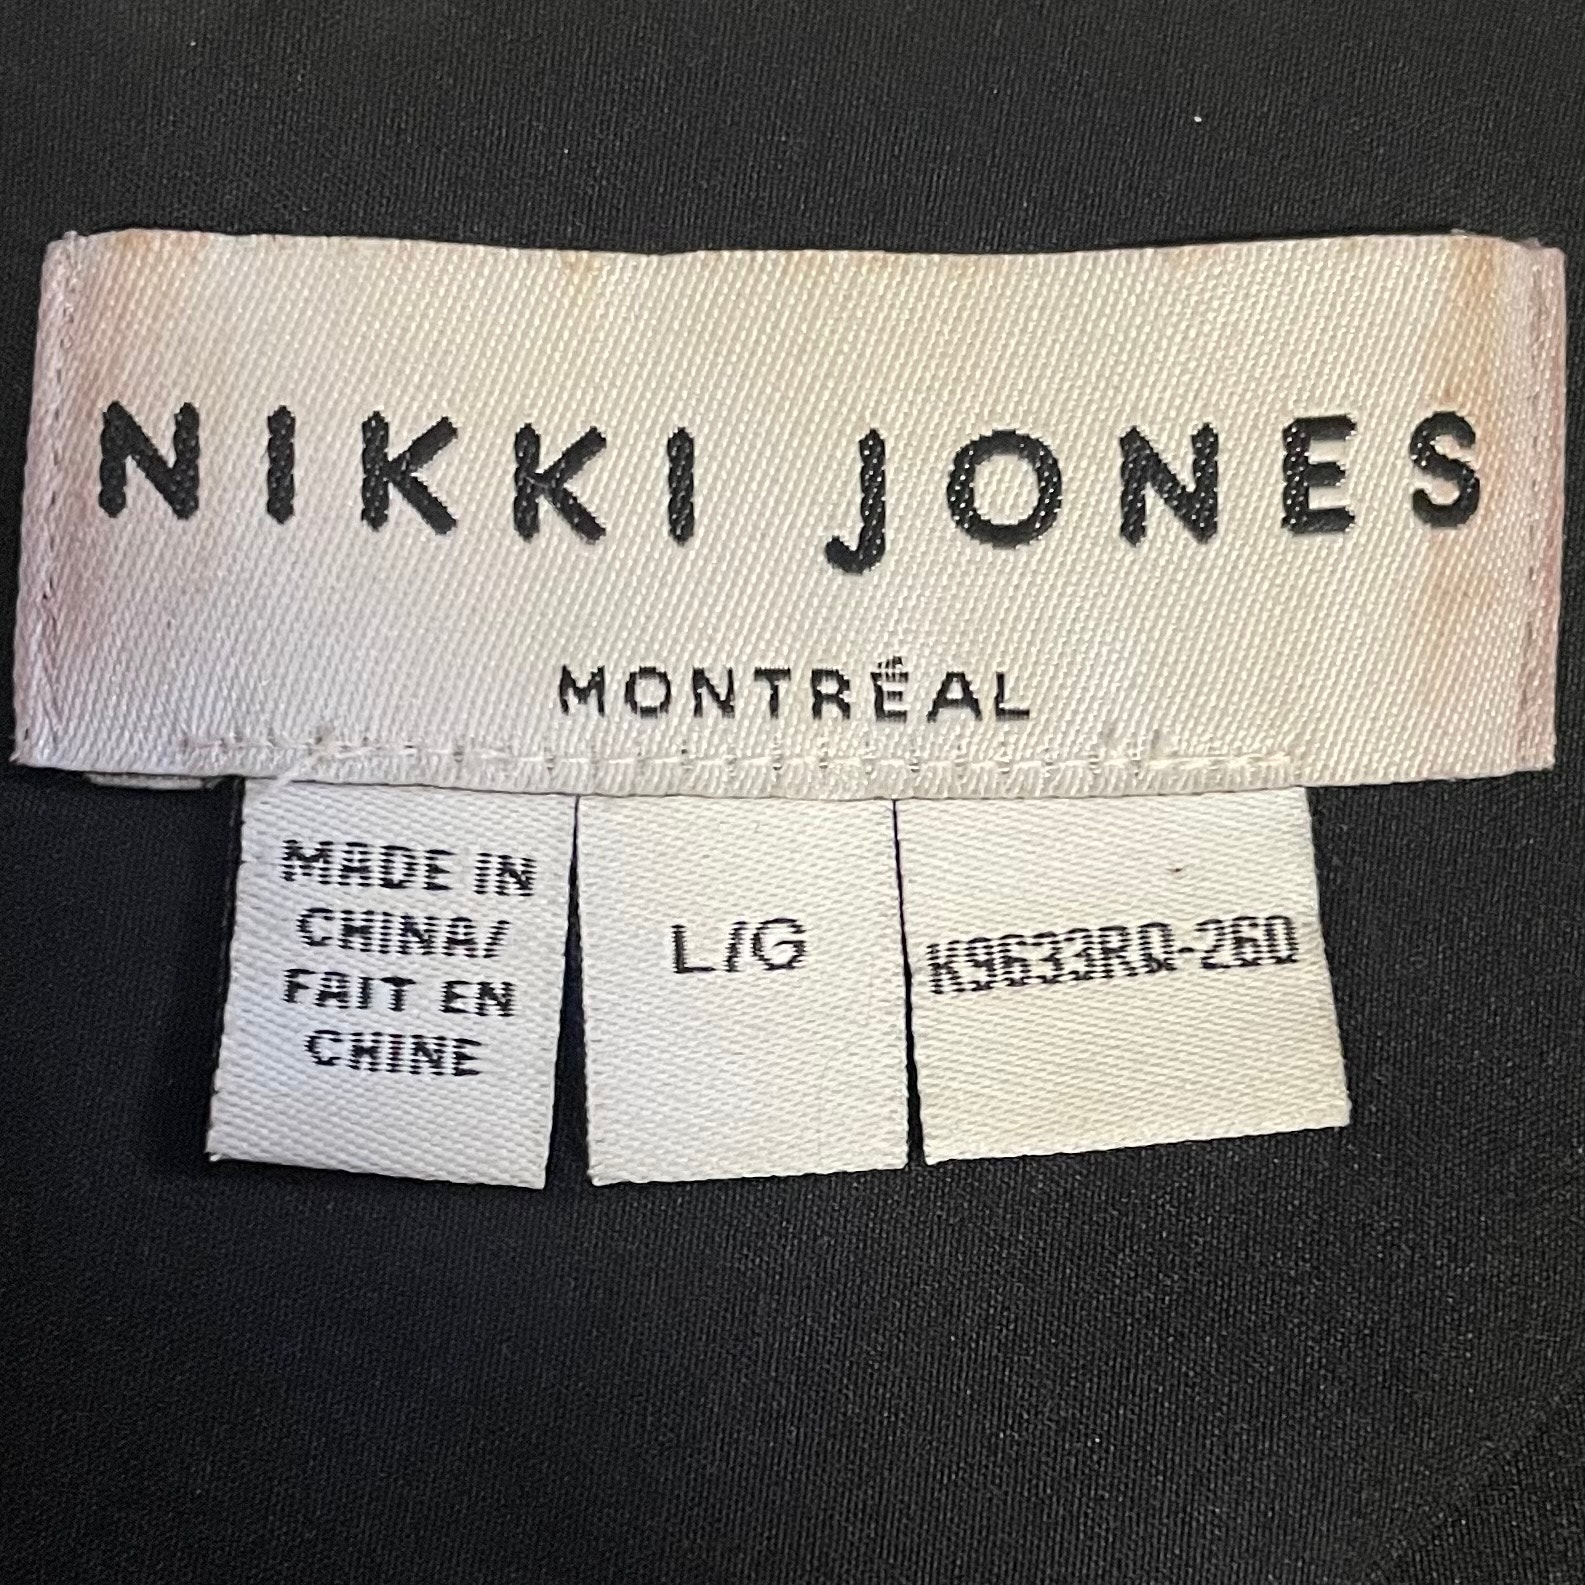 NIKKI JONES
MONTRÉAL
MADE IN
CHINA/
FAIT EN
CHINE
L/G
K9633RQ-260